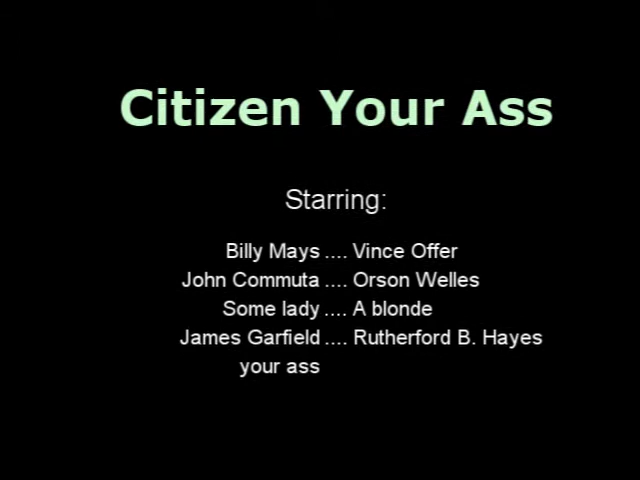 Citizen Your Ass
Starring:
Billy Mays .... Vince Offer
John Commuta .... Orson Welles
Some lady .... A blonde
James Garfield .... Rutherford B. Hayes
your ass